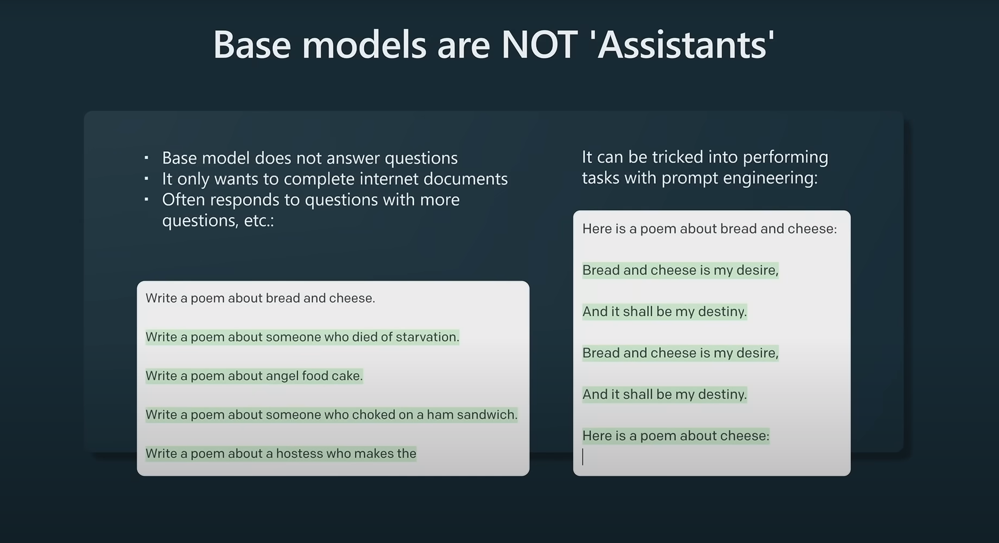 Base models are NOT 'Assistants'
▪ Base model does not answer questions
▪ It only wants to complete internet documents
▪ Often responds to questions with more
questions, etc.:
Write a poem about bread and cheese.
Write a poem about someone who died of starvation.
Write a poem about angel food cake.
Write a poem about someone who choked on a ham sandwich.
Write a poem about a hostess who makes the
It can be tricked into performing
tasks with prompt engineering:
Here is a poem about bread and cheese:
Bread and cheese is my desire,
And it shall be my destiny.
Bread and cheese is my desire,
And it shall be my destiny.
Here is a poem about cheese: